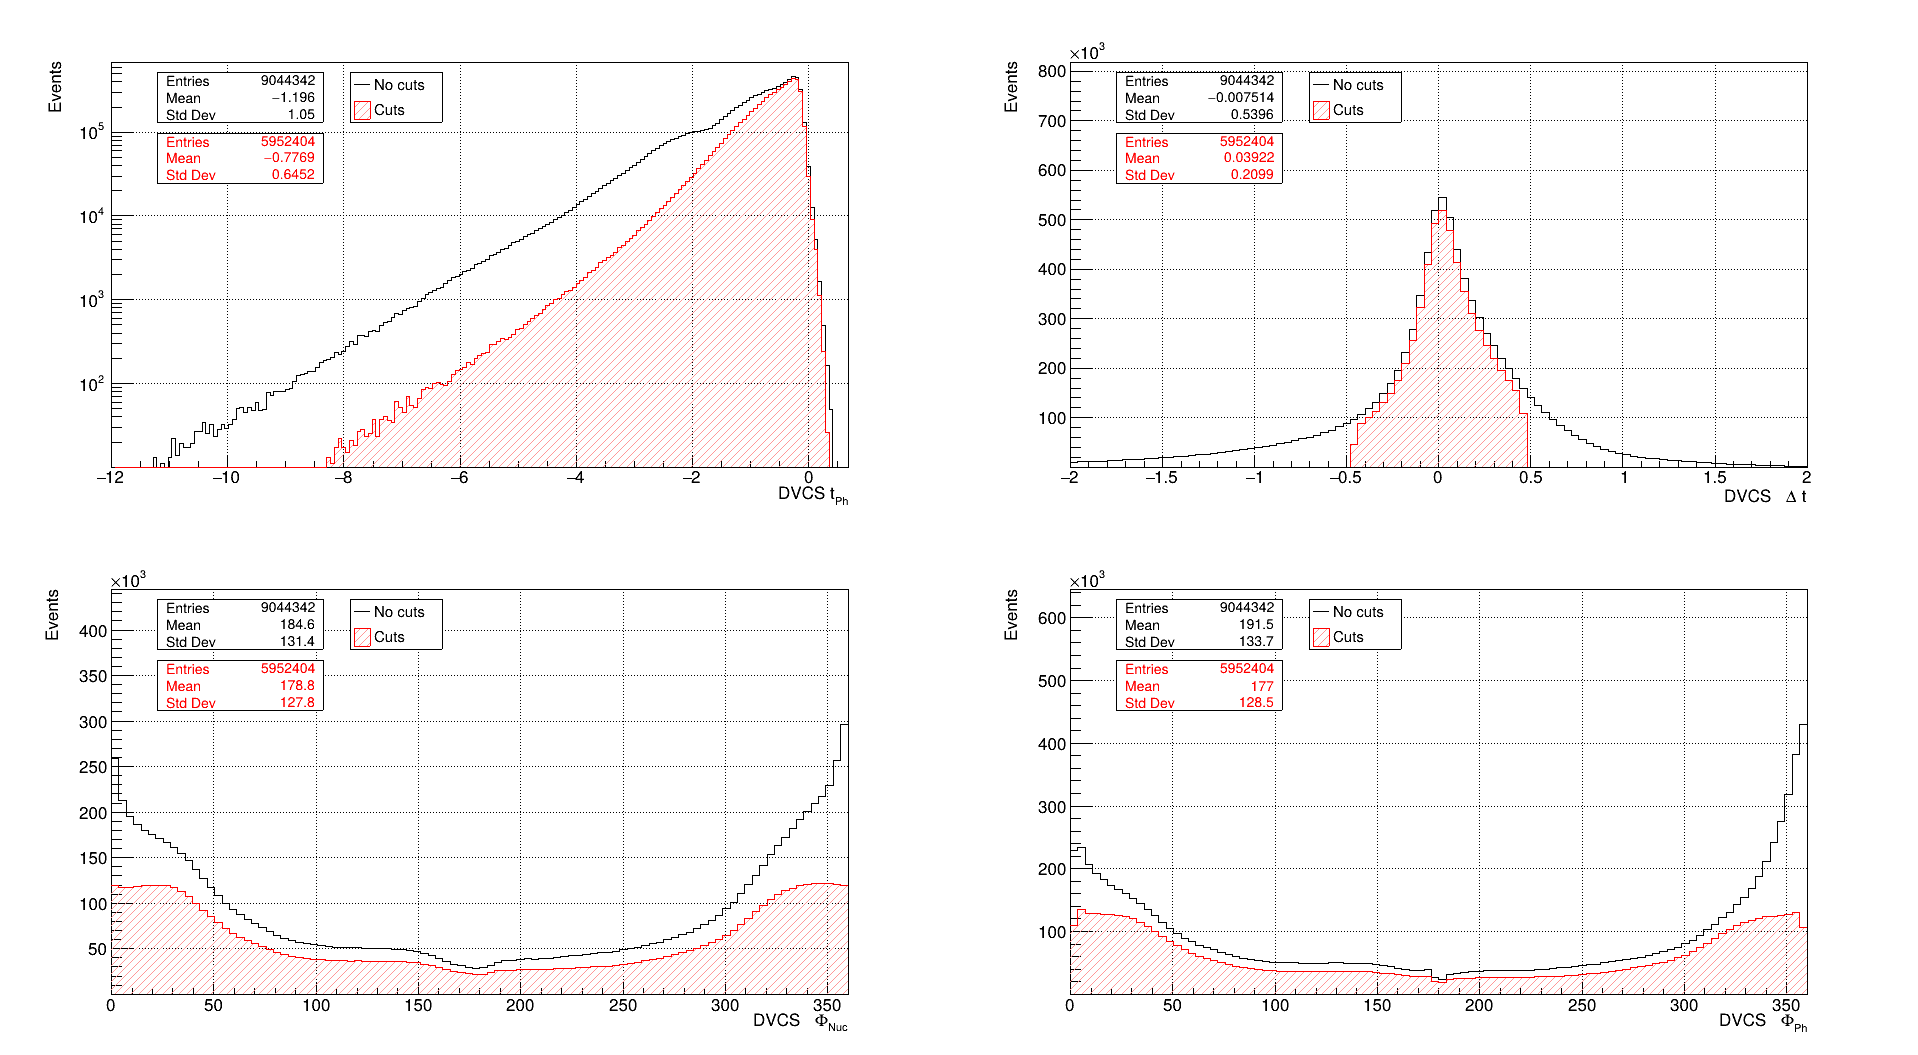 Events
Entries 9044342
Mean −1.196
Std Dev 1.05
Entries 5952404
Mean −0.7769
Std Dev 0.6452
No cuts
Cuts
10^5
10^4
10^3
10^2
−12 −10 −8 −6 −4 −2 0
DVCS t_Ph
×10^3
Events
Entries 9044342
Mean −0.007514
Std Dev 0.5396
Entries 5952404
Mean 0.03922
Std Dev 0.2099
No cuts
Cuts
800
700
600
500
400
300
200
100
−2 −1.5 −1 −0.5 0 0.5 1 1.5 2
DVCS Δ t
×10^3
Events
Entries 9044342
Mean 184.6
Std Dev 131.4
Entries 5952404
Mean 178.8
Std Dev 127.8
No cuts
Cuts
400
350
300
250
200
150
100
50
0 50 100 150 200 250 300 350
DVCS Φ_Nuc
×10^3
Events
Entries 9044342
Mean 191.5
Std Dev 133.7
Entries 5952404
Mean 177
Std Dev 128.5
No cuts
Cuts
600
500
400
300
200
100
0 50 100 150 200 250 300 350
DVCS Φ_Ph